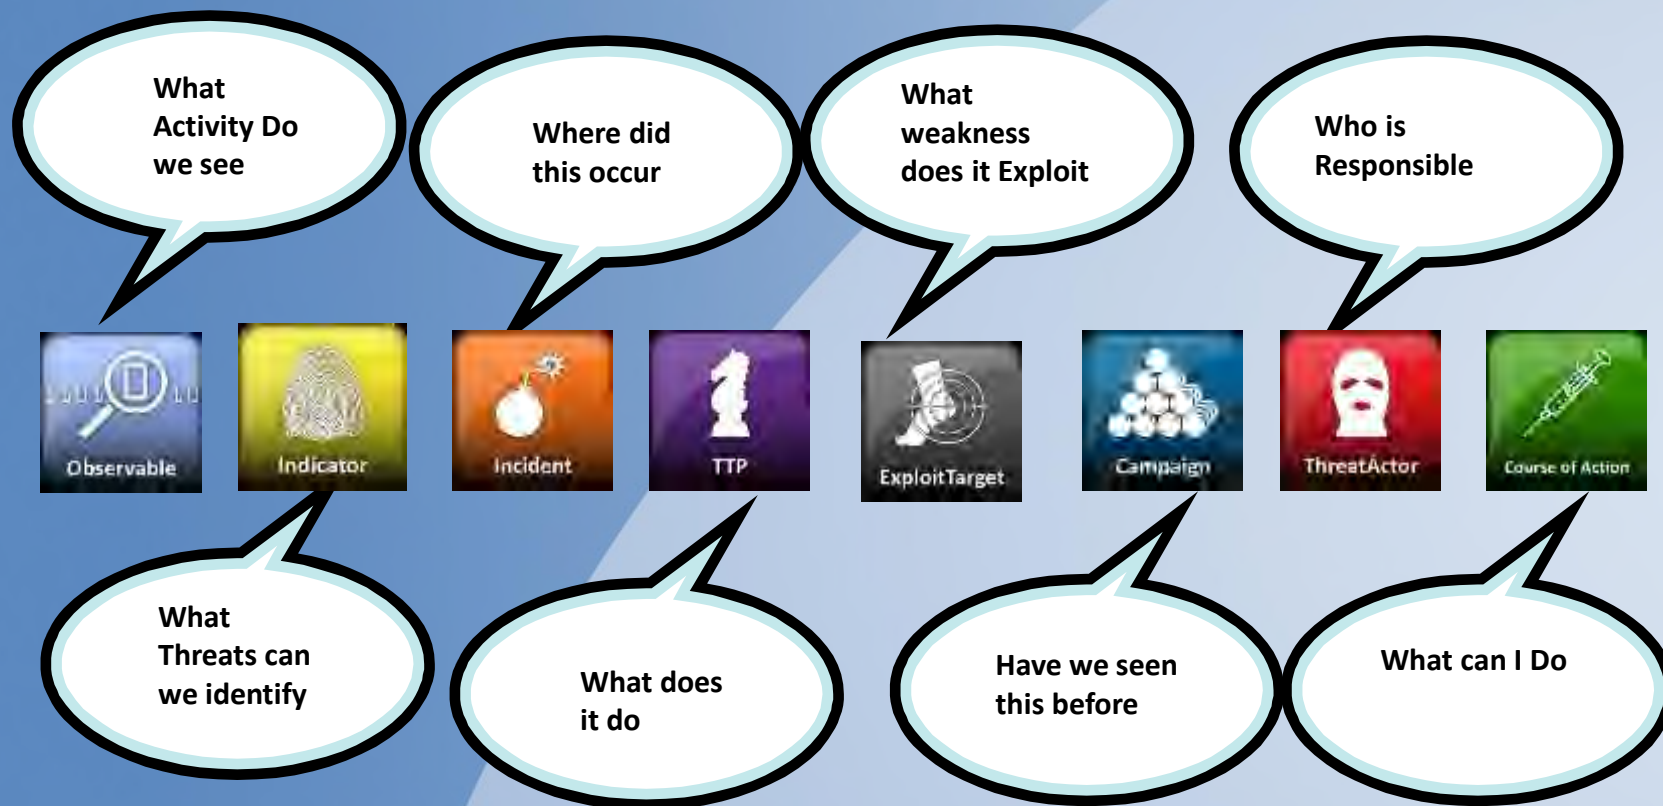 What
Activity Do
we see
Where did
this occur
What
weakness
does it Exploit
Who is
Responsible
Observable
Indicator
Incident
TTP
ExploitTarget
Campaign
ThreatActor
Course of Action
What
Threats can
we identify
What does
it do
Have we seen
this before
What can I Do